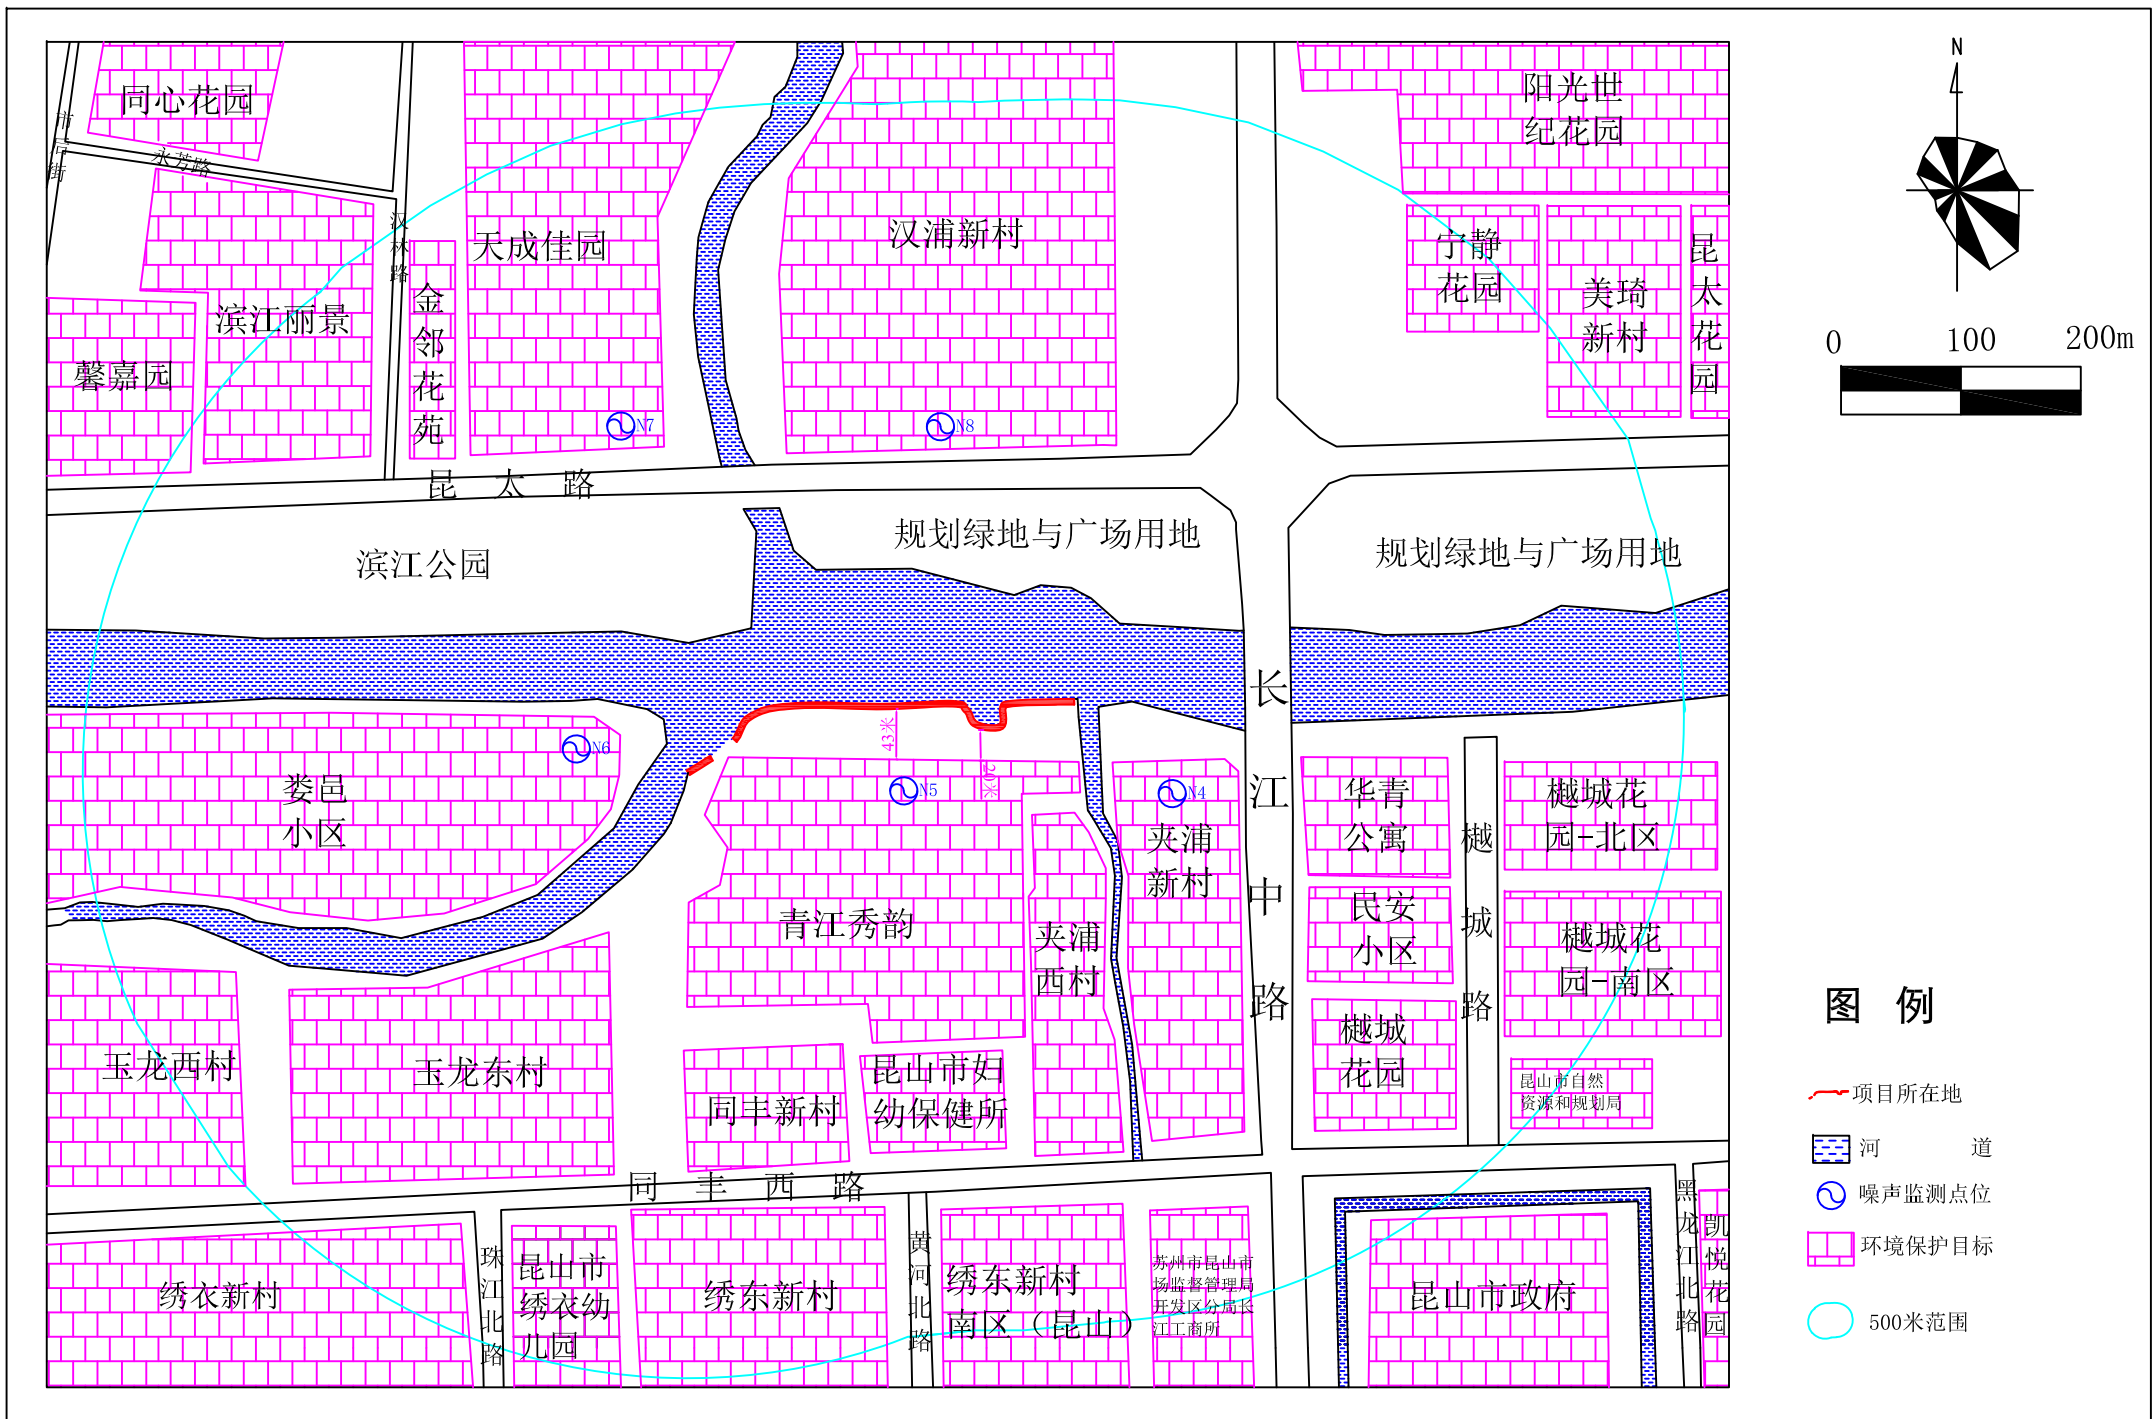 同心花园
市后街
永芳路
汉林路
滨江丽景
馨嘉园
金邻花苑
天成佳园
汉浦新村
阳光世
纪花园
宁静
花园
美琦
新村
昆太花园
N
0 100 200m
N7
N8
昆太路
滨江公园
规划绿地与广场用地
规划绿地与广场用地
长江中路
43米
20米
N6
N5
N4
娄邑
小区
青江秀韵
夹浦
新村
夹浦
西村
华青
公寓
民安
小区
樾城
花园
樾城路
樾城花
园-北区
樾城花
园-南区
昆山市自然
资源和规划局
玉龙西村
玉龙东村
同丰新村
昆山市妇
幼保健所
同丰西路
绣衣新村
珠江北路
昆山市
绣衣幼
儿园
绣东新村
黄河北路
绣东新村
南区（昆山）
苏州市昆山市
场监督管理局
开发区分局长
江工商所
昆山市政府
黑龙江北路
凯悦花园
图 例
项目所在地
河 道
噪声监测点位
环境保护目标
500米范围